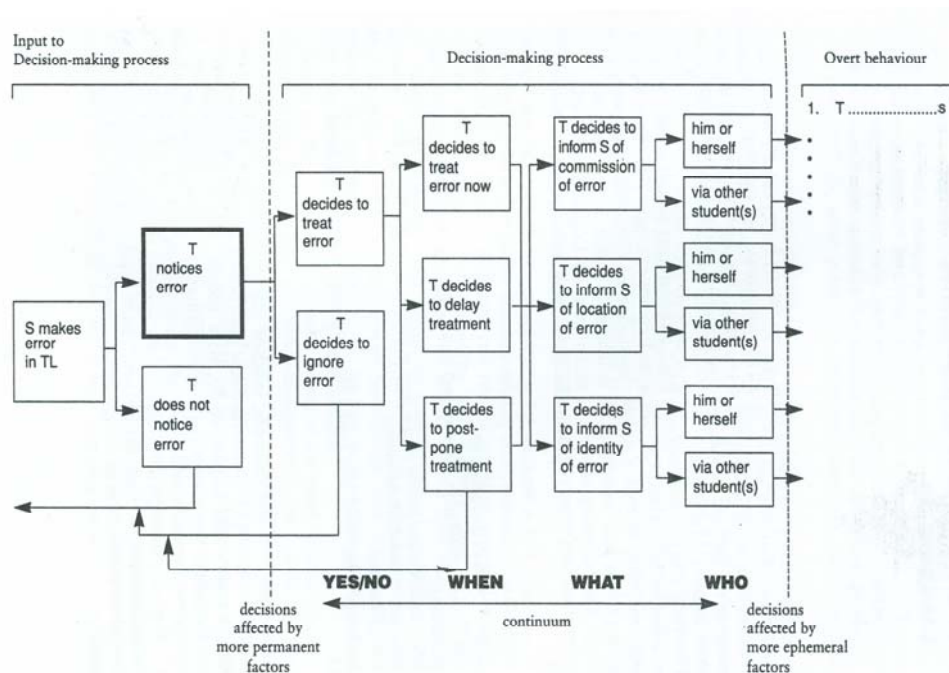 Input to
Decision-making process
Decision-making process
Overt behaviour
1. T ......................s
S makes
error
in TL
T
notices
error
T
does not
notice
error
T
decides to
treat
error
T
decides to
ignore
error
T
decides to
treat
error now
T decides
to delay
treatment
T decides
to post-
pone
treatment
T decides to
inform S of
commission
of error
T decides
to inform S
of location
of error
T decides
to inform S
of identity
of error
him or
herself
via other
student(s)
him or
herself
via other
student(s)
him or
herself
via other
student(s)
YES/NO WHEN WHAT WHO
continuum
decisions
affected by
more permanent
factors
decisions
affected by
more ephemeral
factors